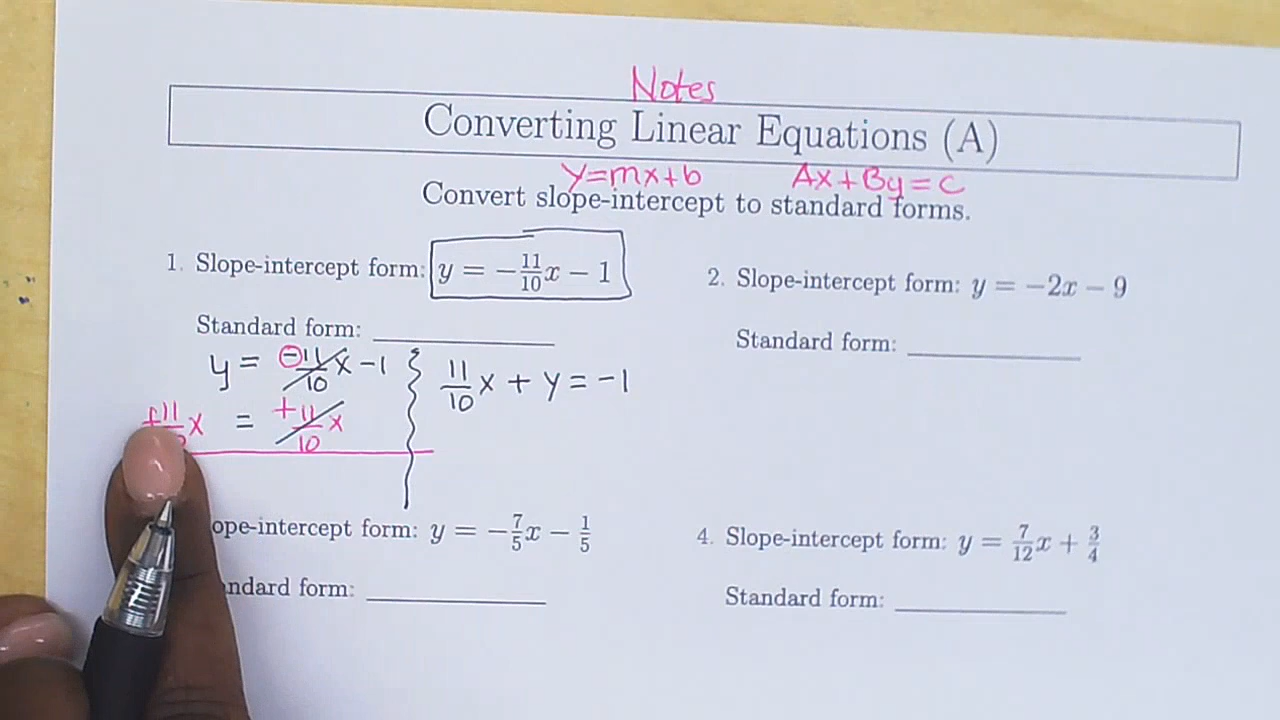 Notes
Converting Linear Equations (A)
y=mx+b Ax+By=c
Convert slope-intercept to standard forms.
1. Slope-intercept form: y = −11/10x − 1
Standard form:
y = −11/10x −1
x = +11/10x
11/10x + y = −1
2. Slope-intercept form: y = −2x − 9
Standard form:
ope-intercept form: y = −7/5x − 1/5
ndard form:
4. Slope-intercept form: y = 7/12x + 3/4
Standard form: